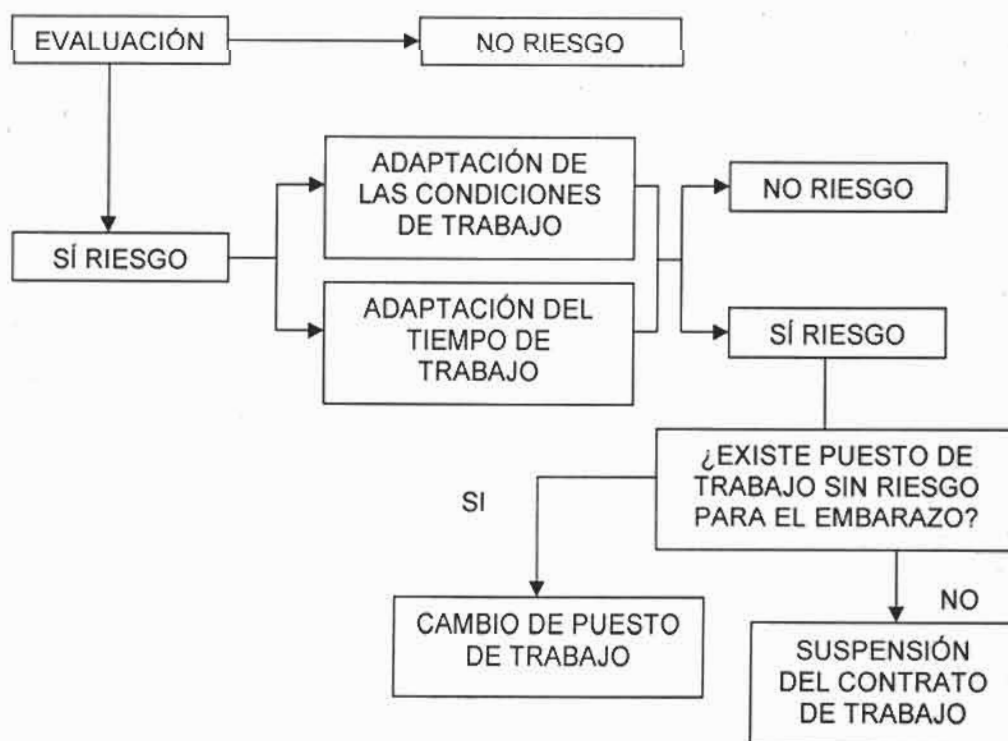 EVALUACIÓN
NO RIESGO
SÍ RIESGO
ADAPTACIÓN DE
LAS CONDICIONES
DE TRABAJO
ADAPTACIÓN DEL
TIEMPO DE
TRABAJO
NO RIESGO
SÍ RIESGO
¿EXISTE PUESTO DE
TRABAJO SIN RIESGO
PARA EL EMBARAZO?
SI
NO
CAMBIO DE PUESTO
DE TRABAJO
SUSPENSIÓN
DEL CONTRATO
DE TRABAJO